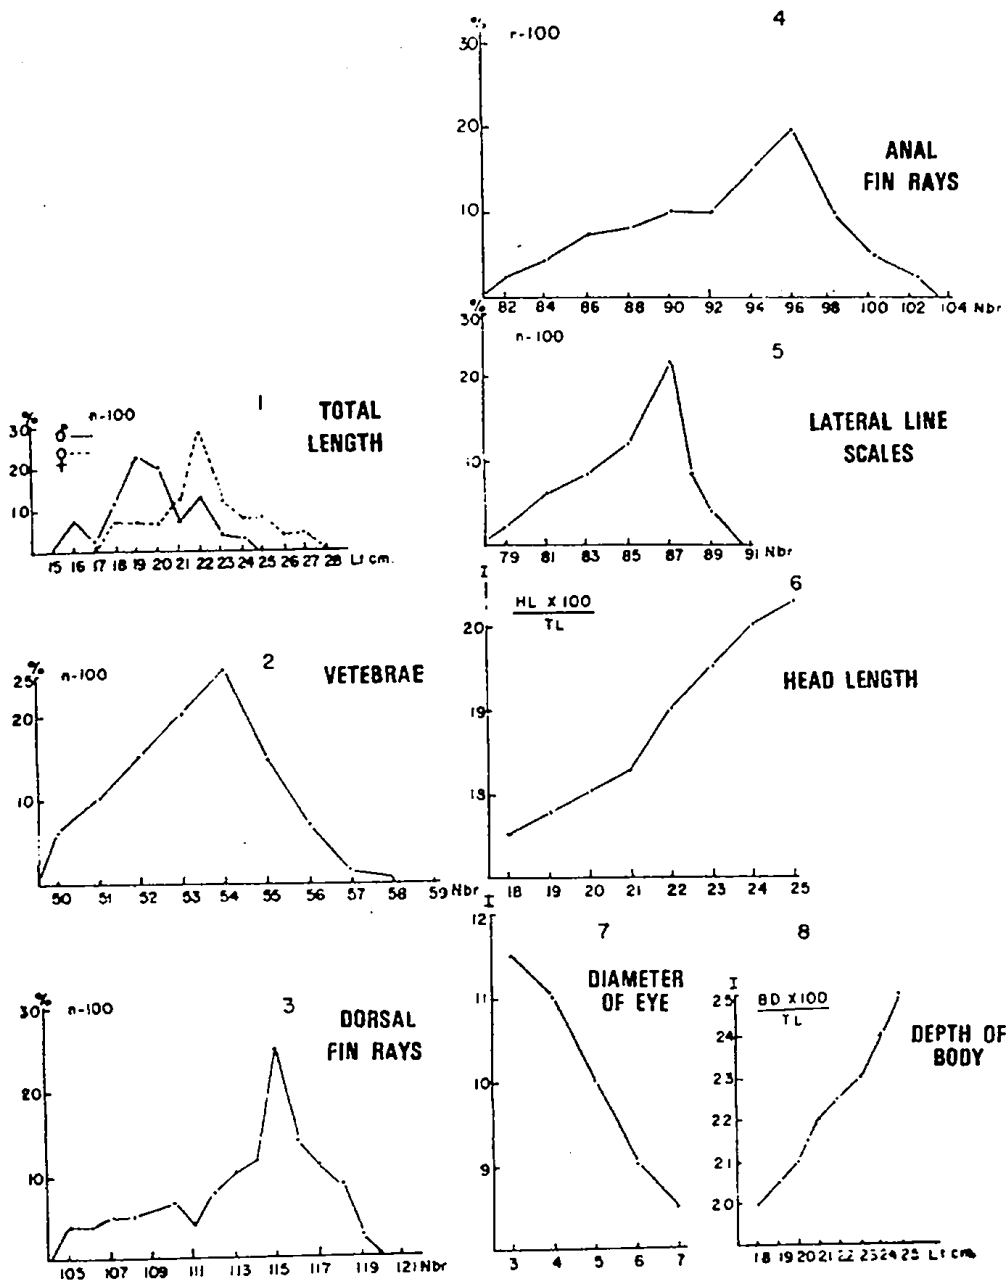 1
TOTAL
LENGTH
%
n-100
♂
♀
30
20
10
15 16 17 18 19 20 21 22 23 24 25 26 27 28 Lt cm.
2
VETEBRAE
%
n-100
25
20
10
50 51 52 53 54 55 56 57 58 59 Nbr
3
DORSAL
FIN RAYS
%
n-100
30
20
10
105 107 109 111 113 115 117 119 121 Nbr
4
ANAL
FIN RAYS
%
r-100
30
20
10
82 84 86 88 90 92 94 96 98 100 102 104 Nbr
5
LATERAL LINE
SCALES
%
n-100
30
20
10
79 81 83 85 87 89 91 Nbr
6
HEAD LENGTH
I
HL X 100
TL
20
19
18
18 19 20 21 22 23 24 25
7
DIAMETER
OF EYE
I
12
11
10
9
3 4 5 6 7
8
DEPTH OF
BODY
I
BD X 100
TL
25
24
23
22
21
20
18 19 20 21 22 23 24 25 Lt cm.